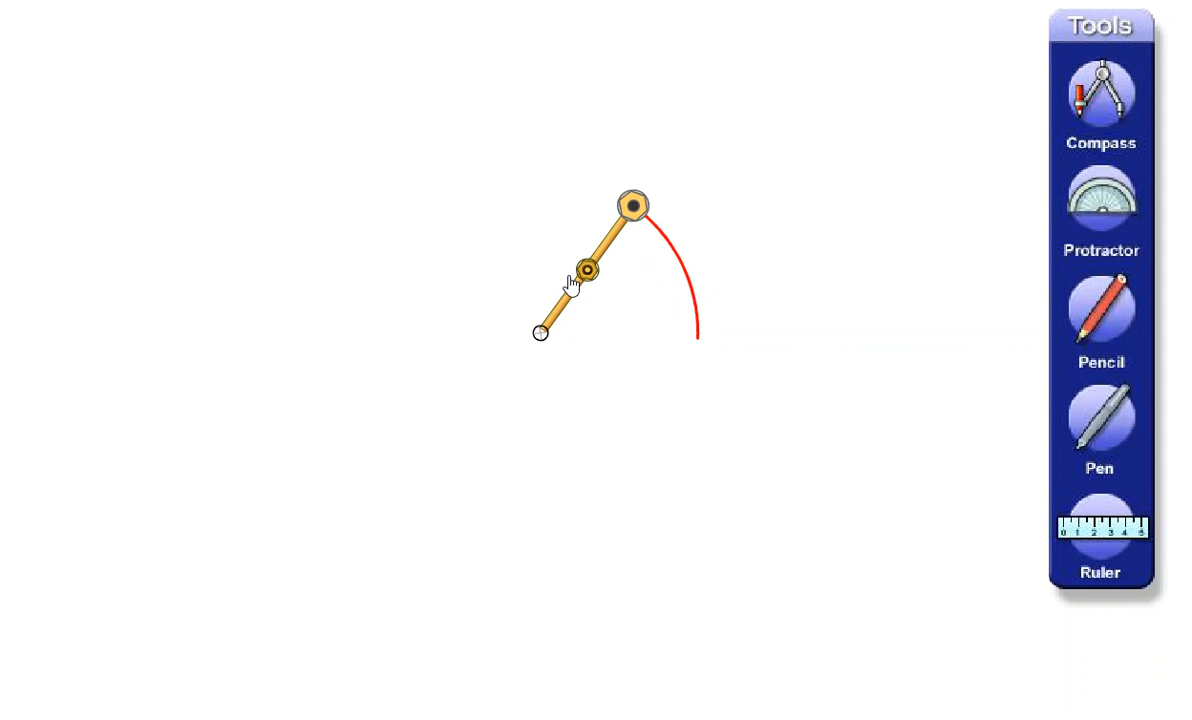 Tools
Compass
Protractor
Pencil
Pen
0 1 2 3 4 5
Ruler